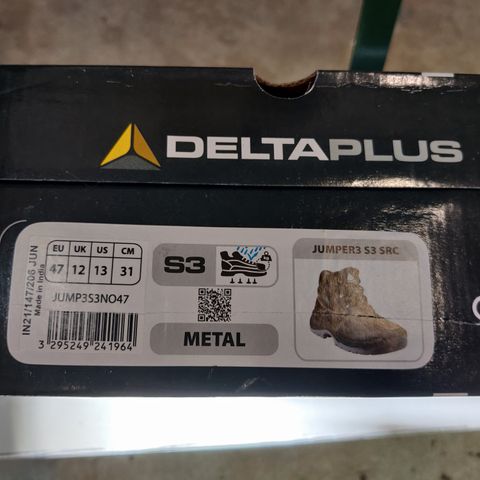 DELTAPLUS
IN21/147/206 JUN
Made in India
EU UK US CM
47 12 13 31
JUMP3S3NO47
3 295249 241964
S3
METAL
JUMPER3 S3 SRC